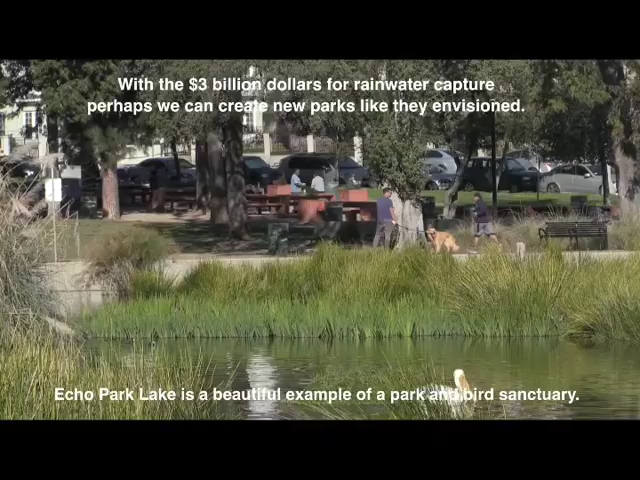 With the $3 billion dollars for rainwater capture
perhaps we can create new parks like they envisioned.
Echo Park Lake is a beautiful example of a park and bird sanctuary.